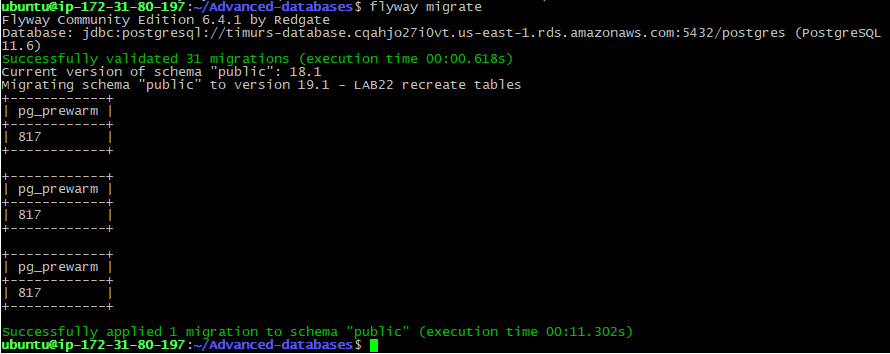 ubuntu@ip-172-31-80-197:~/Advanced-databases$ flyway migrate
Flyway Community Edition 6.4.1 by Redgate
Database: jdbc:postgresql://timurs-database.cqahjo27i0vt.us-east-1.rds.amazonaws.com:5432/postgres (PostgreSQL
11.6)
Successfully validated 31 migrations (execution time 00:00.618s)
Current version of schema "public": 18.1
Migrating schema "public" to version 19.1 - LAB22 recreate tables
+------------+
| pg_prewarm |
+------------+
| 817        |
+------------+

+------------+
| pg_prewarm |
+------------+
| 817        |
+------------+

+------------+
| pg_prewarm |
+------------+
| 817        |
+------------+

Successfully applied 1 migration to schema "public" (execution time 00:11.302s)
ubuntu@ip-172-31-80-197:~/Advanced-databases$